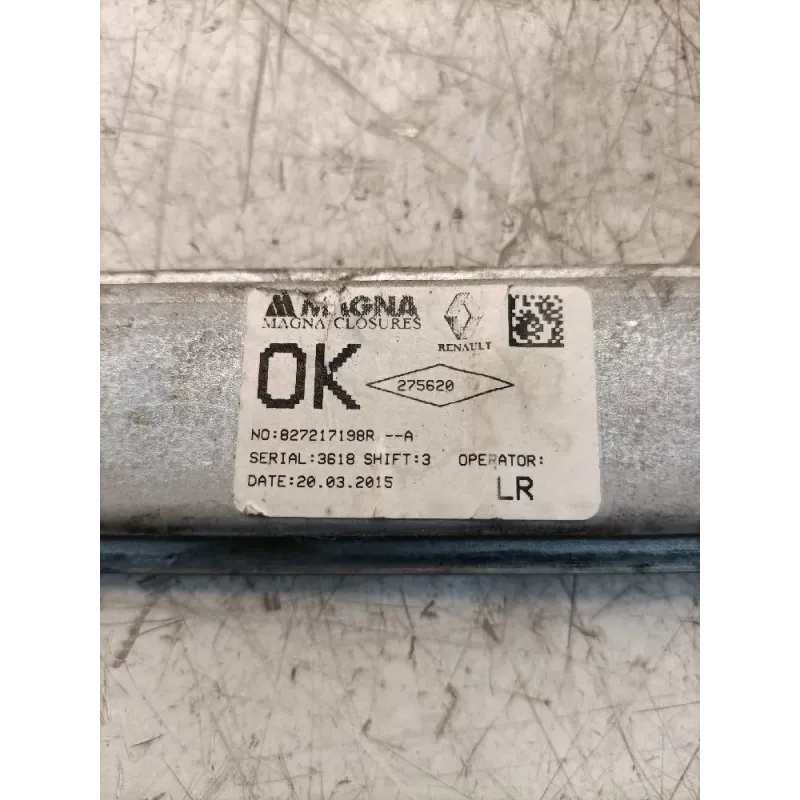 MAGNA
MAGNA CLOSURES
RENAULT
OK
275620
NO:827217198R --A
SERIAL:3618 SHIFT:3 OPERATOR:
DATE:20.03.2015 LR